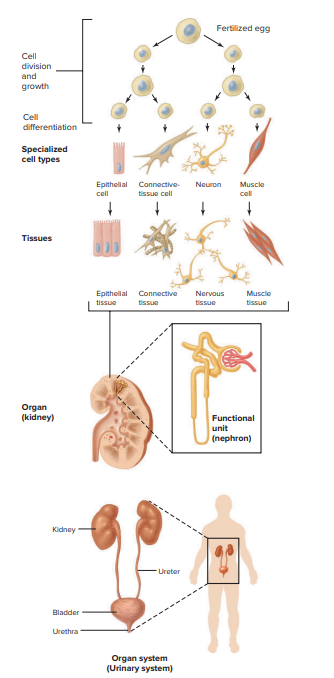 Fertilized egg
Cell
division
and
growth
Cell
differentiation
Specialized
cell types
Epithelial
cell
Connective-
tissue cell
Neuron
Muscle
cell
Tissues
Epithelial
tissue
Connective
tissue
Nervous
tissue
Muscle
tissue
Organ
(kidney)
Functional
unit
(nephron)
Kidney
Ureter
Bladder
Urethra
Organ system
(Urinary system)